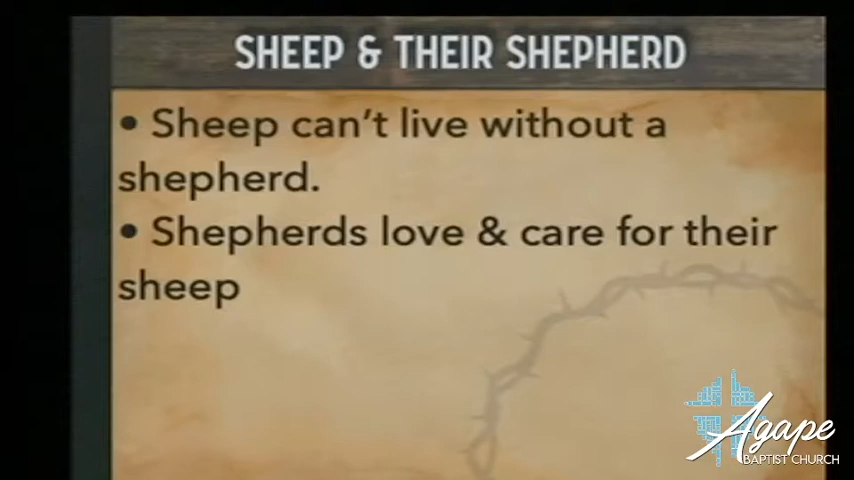 SHEEP & THEIR SHEPHERD
• Sheep can't live without a
shepherd.
• Shepherds love & care for their
sheep
Agape
BAPTIST CHURCH